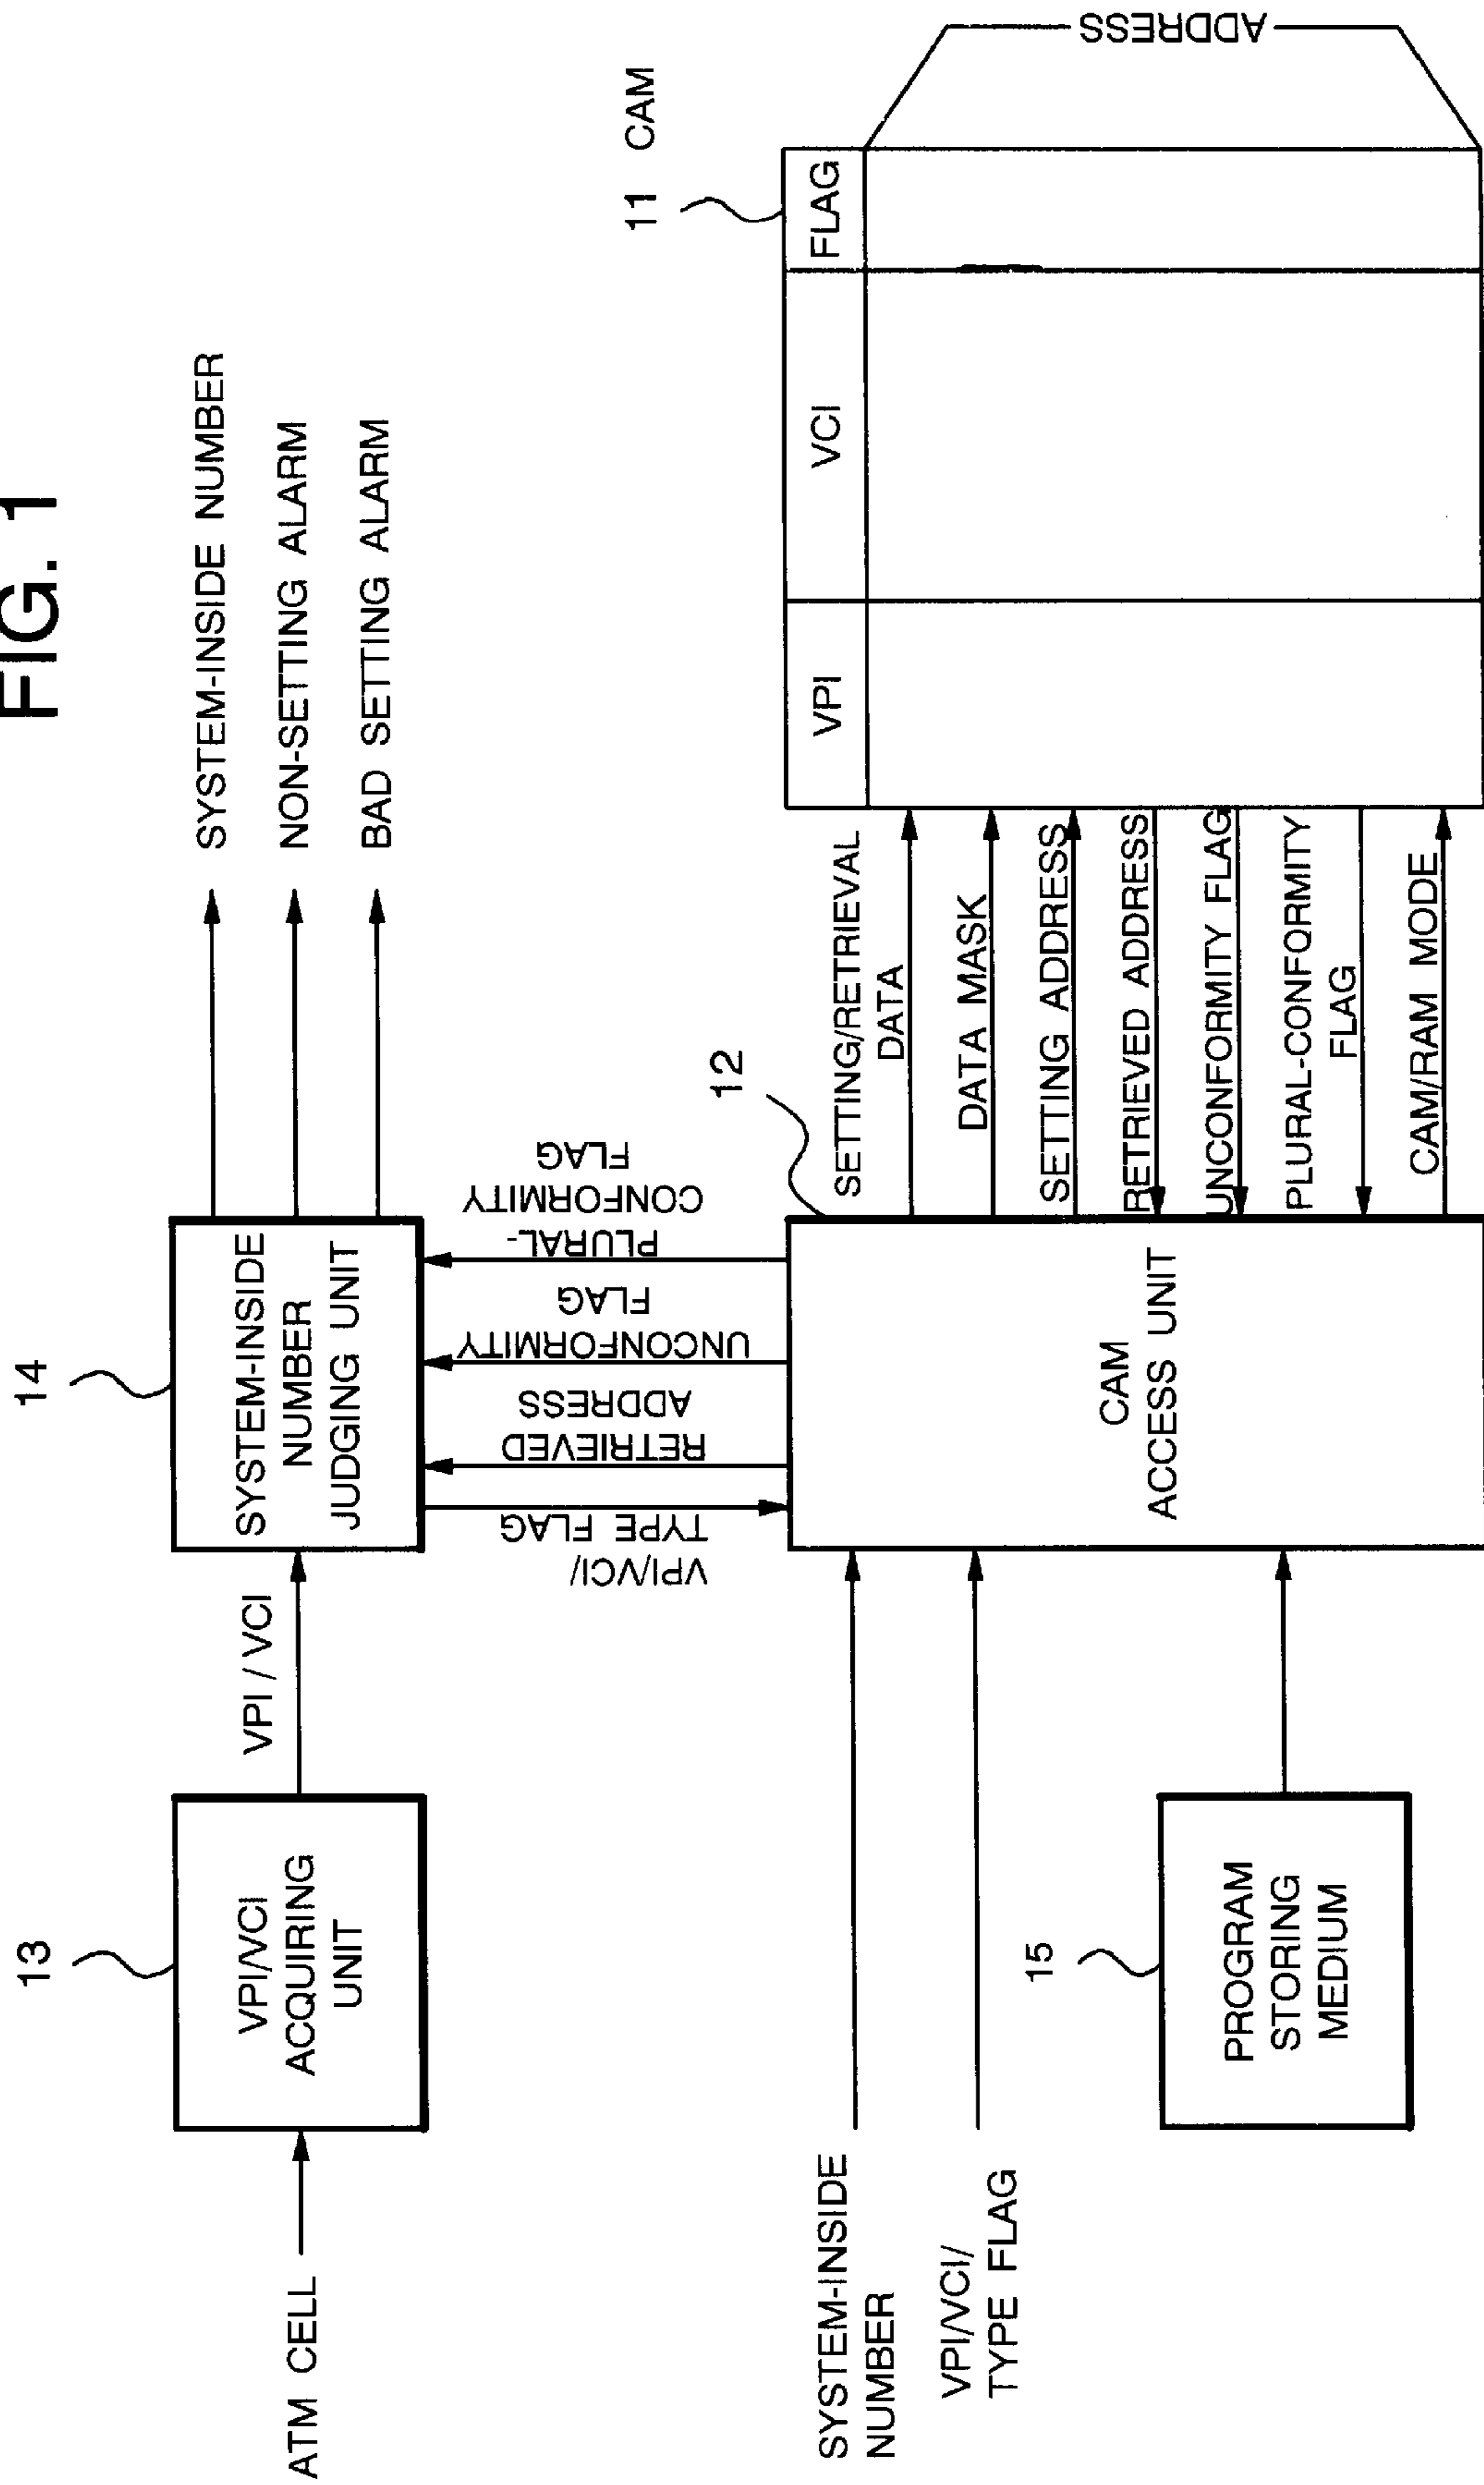 FIG. 1
14
SYSTEM-INSIDE
NUMBER
JUDGING UNIT
13
VPI/VCI
ACQUIRING
UNIT
ATM CELL
VPI / VCI
SYSTEM-INSIDE NUMBER
NON-SETTING ALARM
BAD SETTING ALARM
VPI/VCI/
TYPE FLAG
RETRIEVED
ADDRESS
UNCONFORMITY
FLAG
PLURAL-
CONFORMITY
FLAG
11 CAM
VPI
VCI
FLAG
ADDRESS
12
CAM
ACCESS UNIT
SETTING/RETRIEVAL
DATA
DATA MASK
SETTING ADDRESS
RETRIEVED ADDRESS
UNCONFORMITY FLAG
PLURAL-CONFORMITY
FLAG
CAM/RAM MODE
SYSTEM-INSIDE
NUMBER
VPI/VCI/
TYPE FLAG
15
PROGRAM
STORING
MEDIUM